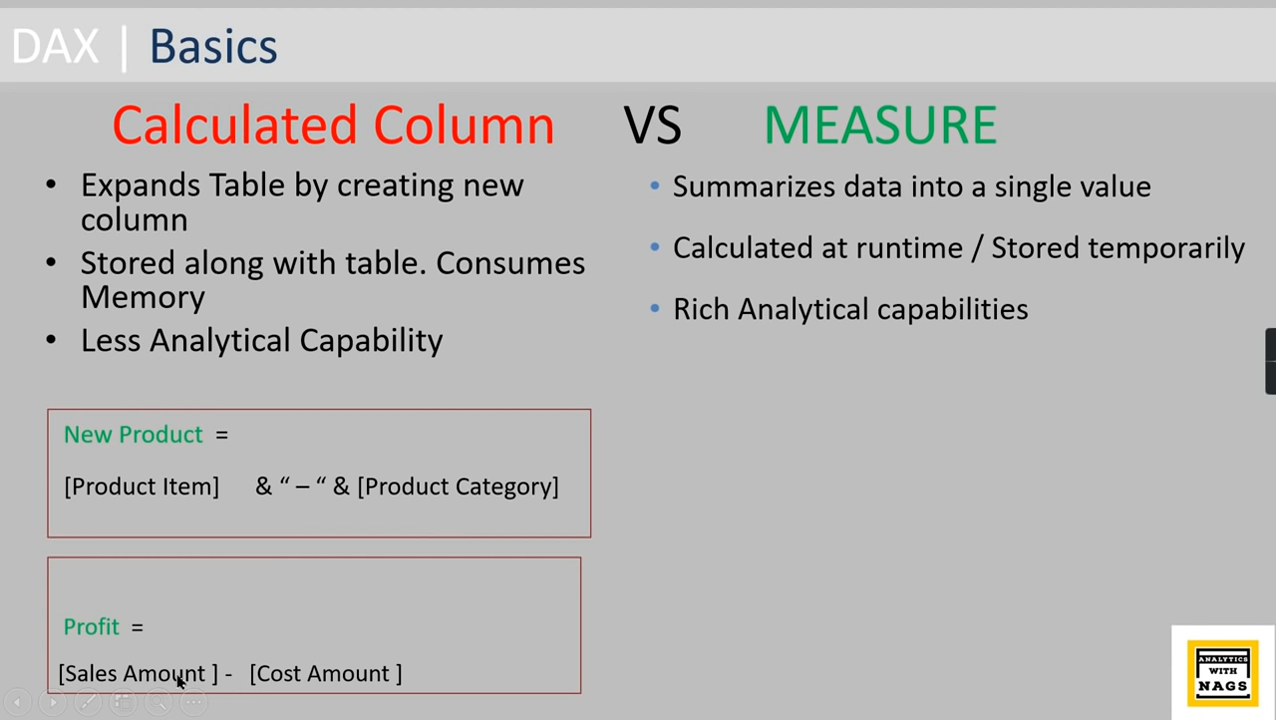 DAX | Basics
Calculated Column VS MEASURE
• Expands Table by creating new
column
• Stored along with table. Consumes
Memory
• Less Analytical Capability
• Summarizes data into a single value
• Calculated at runtime / Stored temporarily
• Rich Analytical capabilities
New Product =
[Product Item] & “ – “ & [Product Category]
Profit =
[Sales Amount ] - [Cost Amount ]
ANALYTICS
WITH
NAGS